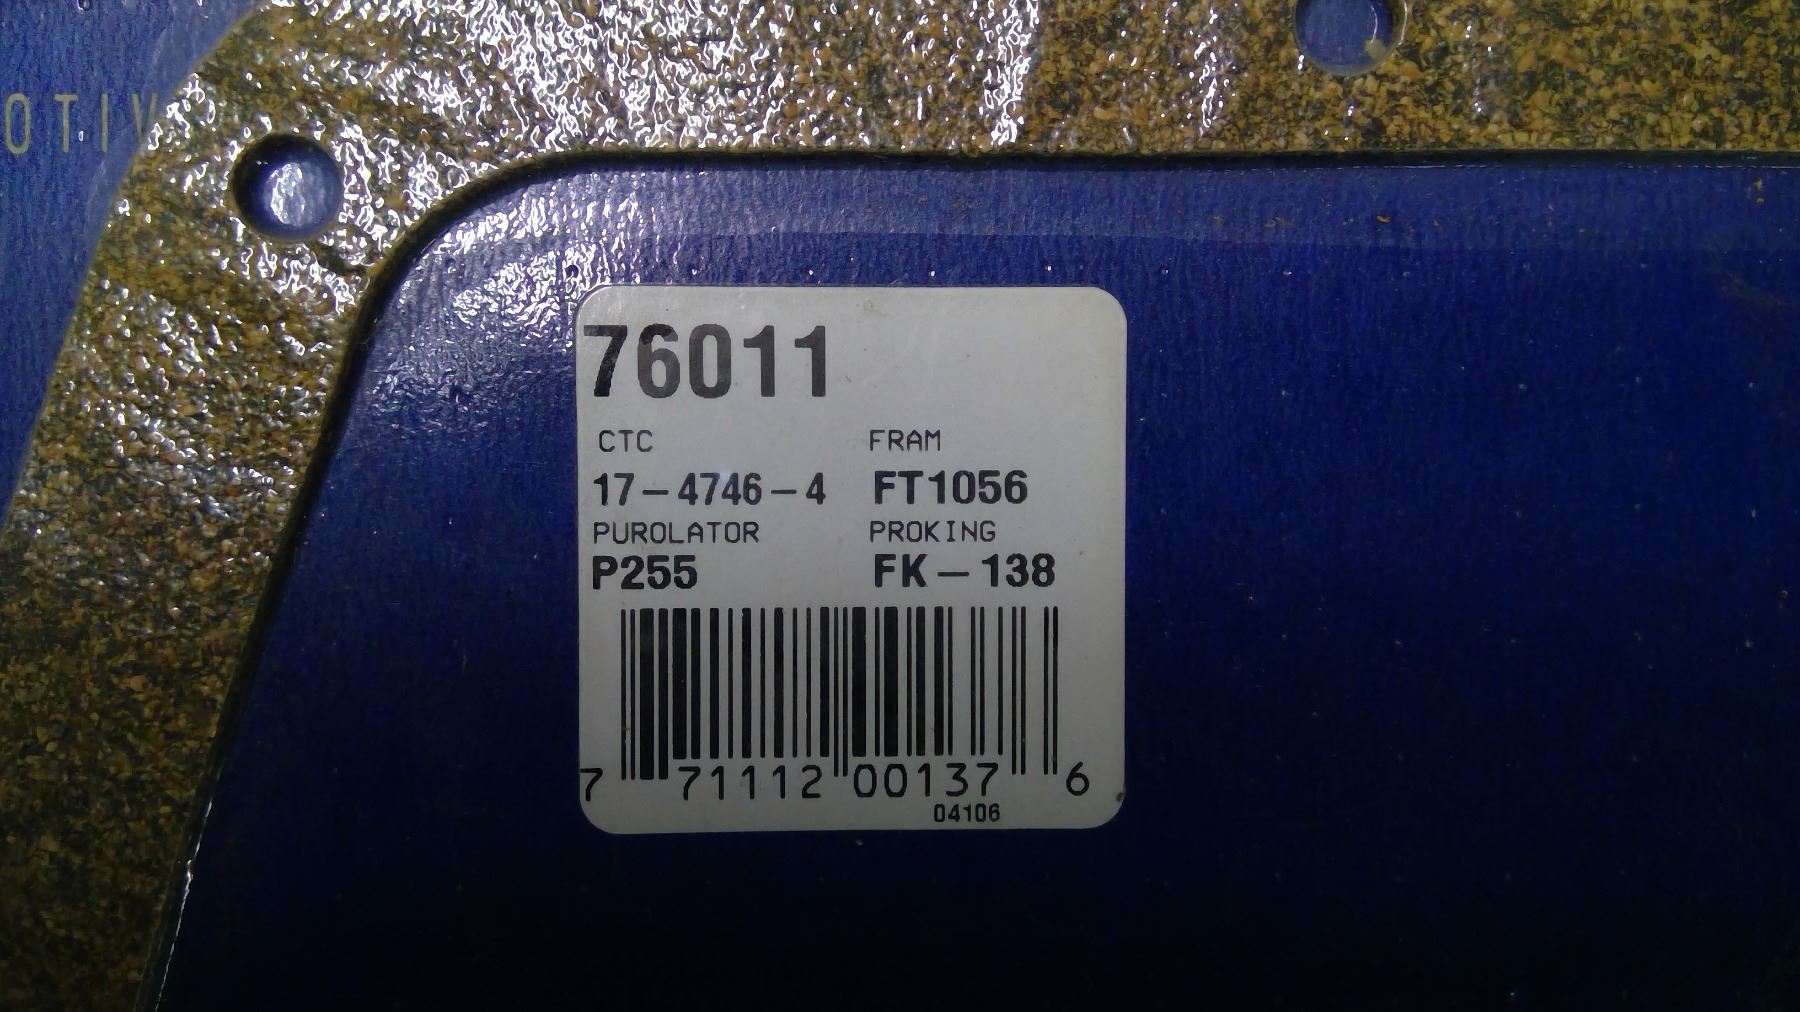 OTIV
76011
CTC FRAM
17-4746-4 FT1056
PUROLATOR PROKING
P255 FK-138
7 71112 00137 6
04106